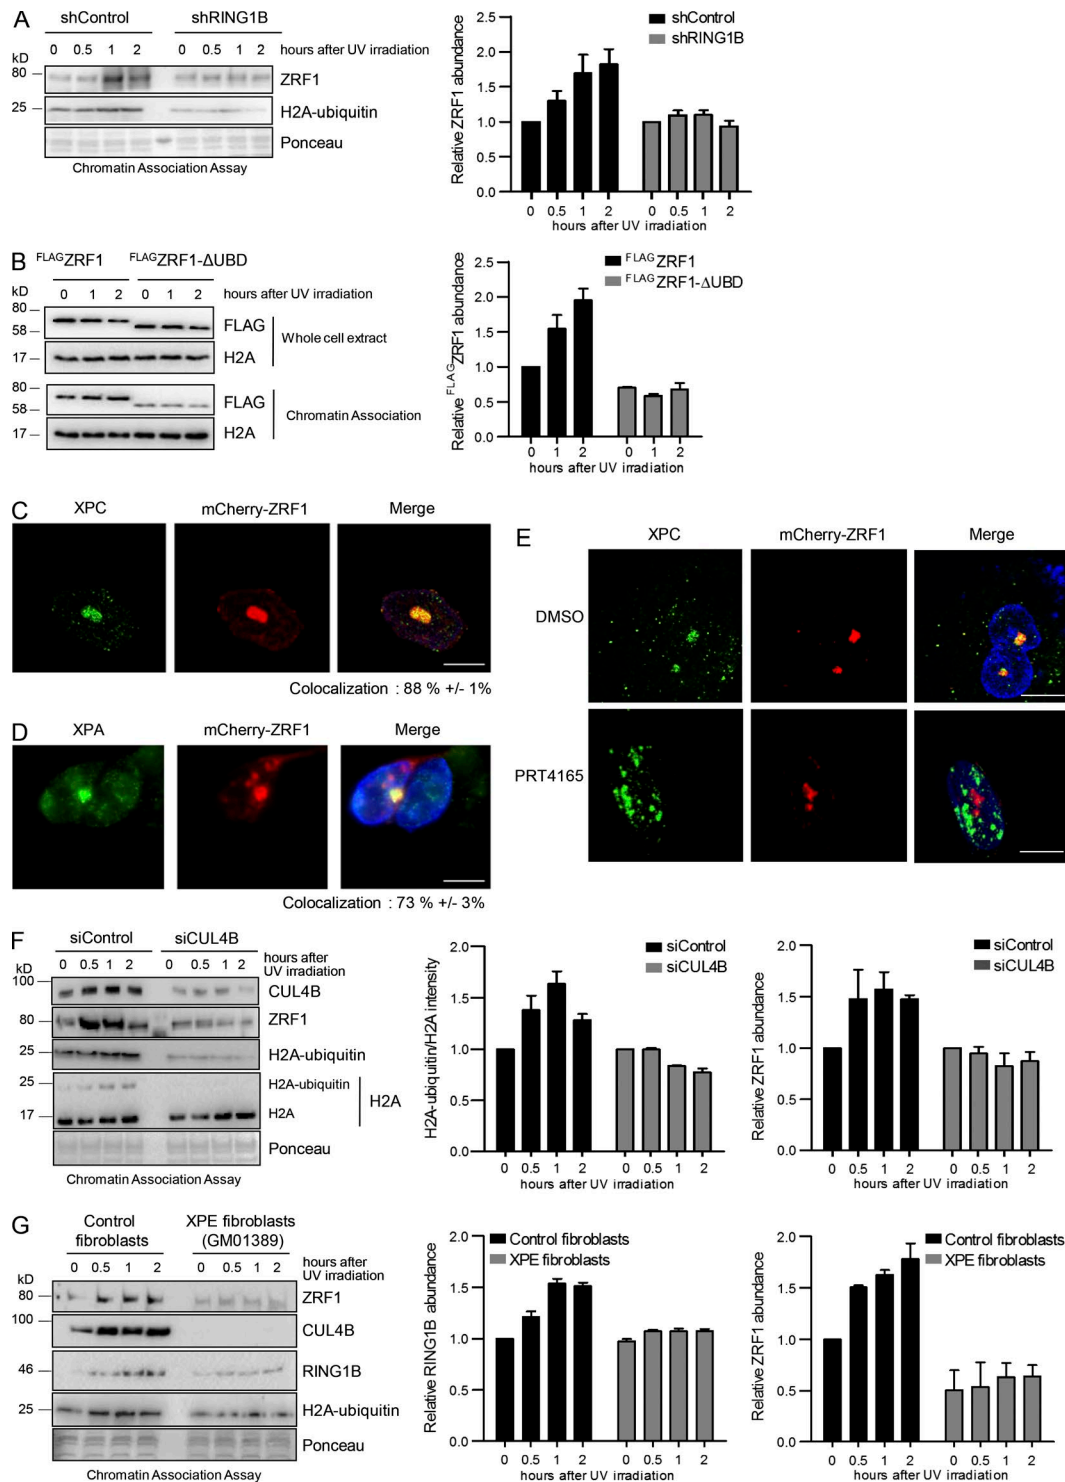 A
shControl shRING1B
0 0.5 1 2 0 0.5 1 2 hours after UV irradiation
kD
80 ZRF1
25 H2A-ubiquitin
Ponceau
Chromatin Association Assay
Relative ZRF1 abundance
2.5
2.0
1.5
1.0
1.5
0.0
shControl
shRING1B
0 0.5 1 2 0 0.5 1 2
hours after UV irradiation
B
FLAGZRF1 FLAGZRF1-ΔUBD
kD 0 1 2 0 1 2 hours after UV irradiation
80
58 FLAG
Whole cell extract
17 H2A
80
58 FLAG
Chromatin Association
17 H2A
Relative FLAGZRF1 abundance
2.5
2.0
1.5
1.0
0.5
0.0
FLAGZRF1
FLAGZRF1-ΔUBD
0 1 2 0 1 2
hours after UV irradiation
C
XPC mCherry-ZRF1 Merge
Colocalization : 88 % +/- 1%
D
XPA mCherry-ZRF1 Merge
Colocalization : 73 % +/- 3%
E
XPC mCherry-ZRF1 Merge
DMSO
PRT4165
F
siControl siCUL4B
0 0.5 1 2 0 0.5 1 2 hours after
UV irradiation
kD
100 CUL4B
80 ZRF1
25 H2A-ubiquitin
25 H2A-ubiquitin
H2A
17 H2A
Ponceau
Chromatin Association Assay
H2A-ubiquitin/H2A intensity
2.0
1.5
1.0
0.5
0.0
siControl
siCUL4B
0 0.5 1 2 0 0.5 1 2
hours after UV irradiation
Relative ZRF1 abundance
2.0
1.5
1.0
0.5
0.0
siControl
siCUL4B
0 0.5 1 2 0 0.5 1 2
hours after UV irradiation
G
Control
fibroblasts
XPE fibroblasts
(GM01389)
0 0.5 1 2 0 0.5 1 2 hours after
UV irradiation
kD
80 ZRF1
100
CUL4B
46 RING1B
25 H2A-ubiquitin
Ponceau
Chromatin Association Assay
Relative RING1B abundance
2.0
1.5
1.0
0.5
0.0
Control fibroblasts
XPE fibroblasts
0 0.5 1 2 0 0.5 1 2
hours after UV irradiation
Relative ZRF1 abundance
2.0
1.5
1.0
0.5
0.0
Control fibroblasts
XPE fibroblasts
0 0.5 1 2 0 0.5 1 2
hours after UV irradiation